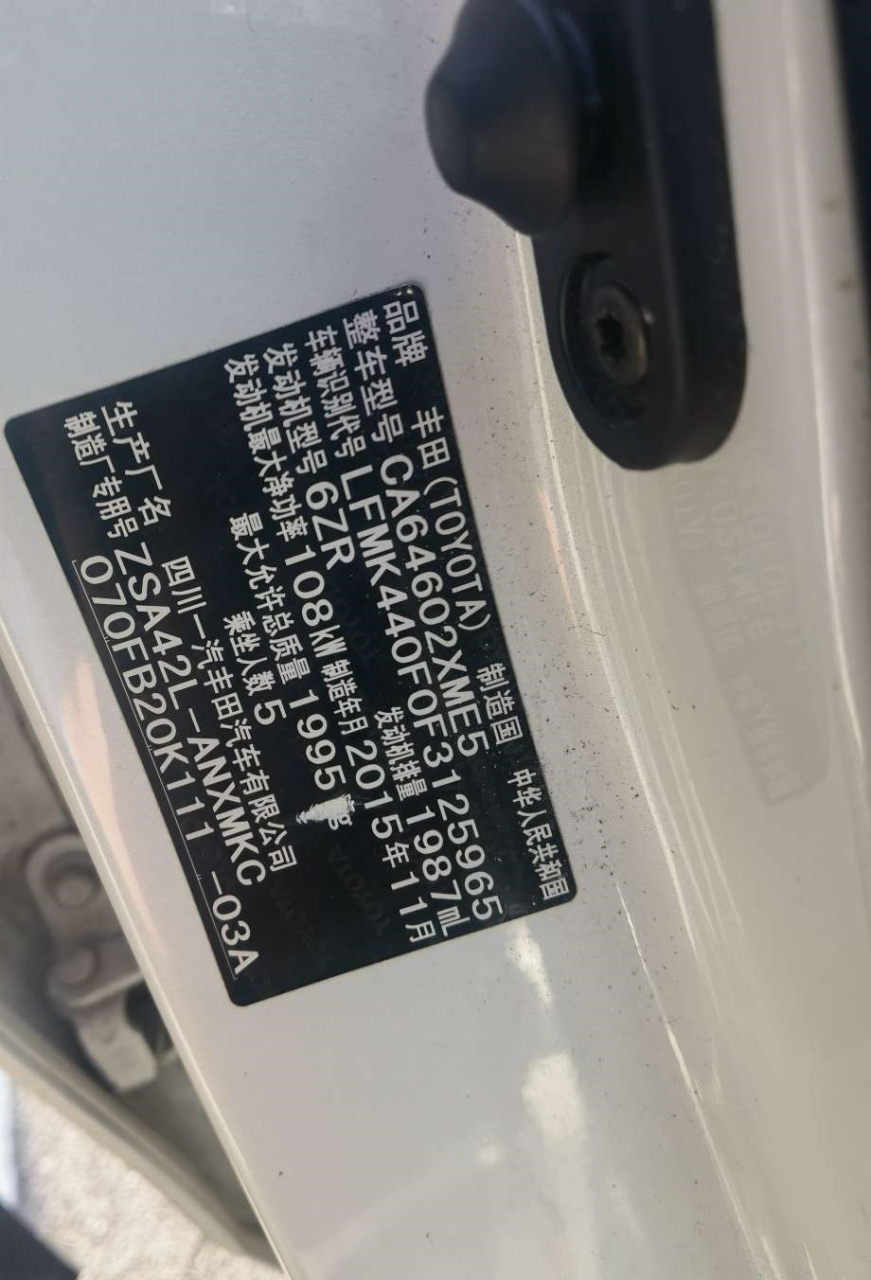 品牌 丰田(TOYOTA) 制造国 中华人民共和国
整车型号 CA64602XME5
车辆识别代号 LFMK440F0F3125965
发动机型号 6ZR 发动机排量 1987mL
发动机最大净功率 108kW 制造年月 2015年11月
最大允许总质量 1995kg
乘坐人数 5
生产厂名 四川一汽丰田汽车有限公司
制造厂专用号 ZSA42L-ANXMKC
070FB20K111 -03A